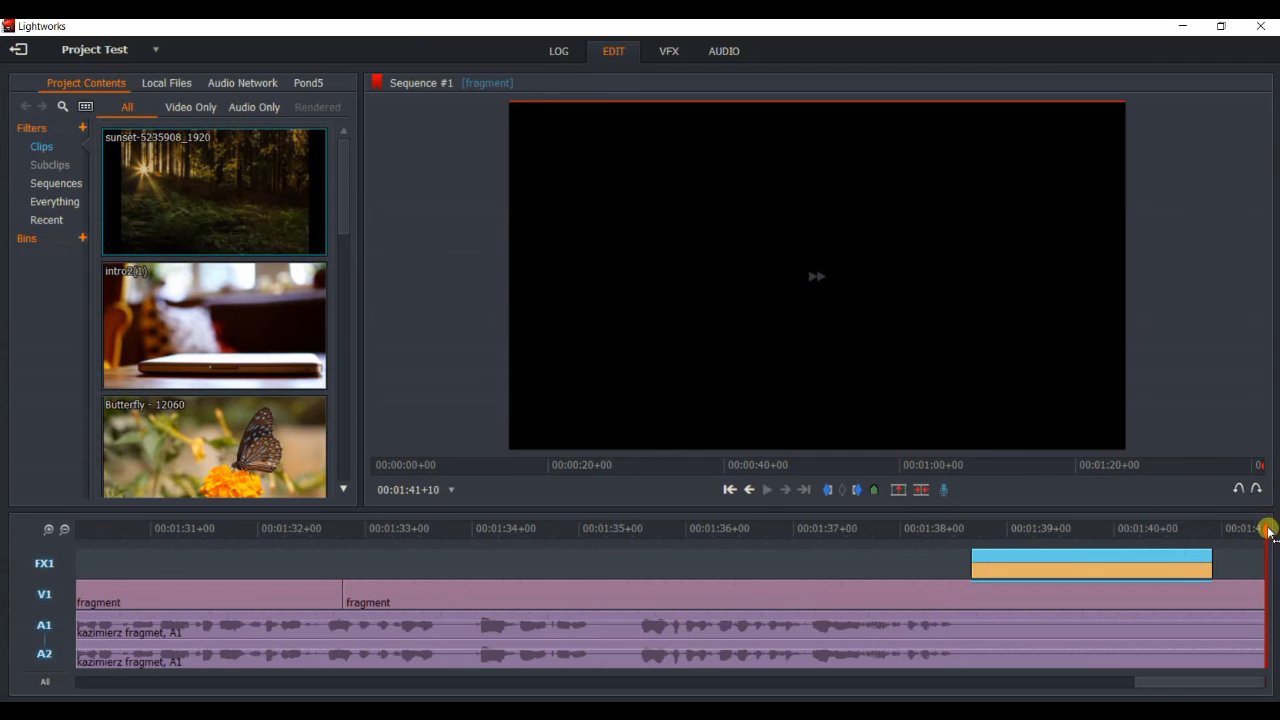 Lightworks
Project Test
LOG EDIT VFX AUDIO
Project Contents Local Files Audio Network Pond5
Sequence #1 [fragment]
All Video Only Audio Only Rendered
Filters +
Clips
Subclips
Sequences
Everything
Recent
Bins +
sunset-5235908_1920
intro2(1)
Butterfly - 12060
00:00:00+00 00:00:20+00 00:00:40+00 00:01:00+00 00:01:20+00
00:01:41+10
00:01:31+00 00:01:32+00 00:01:33+00 00:01:34+00 00:01:35+00 00:01:36+00 00:01:37+00 00:01:38+00 00:01:39+00 00:01:40+00
FX1
V1
fragment fragment
A1
kazimierz fragmet, A1
A2
kazimierz fragmet, A1
All